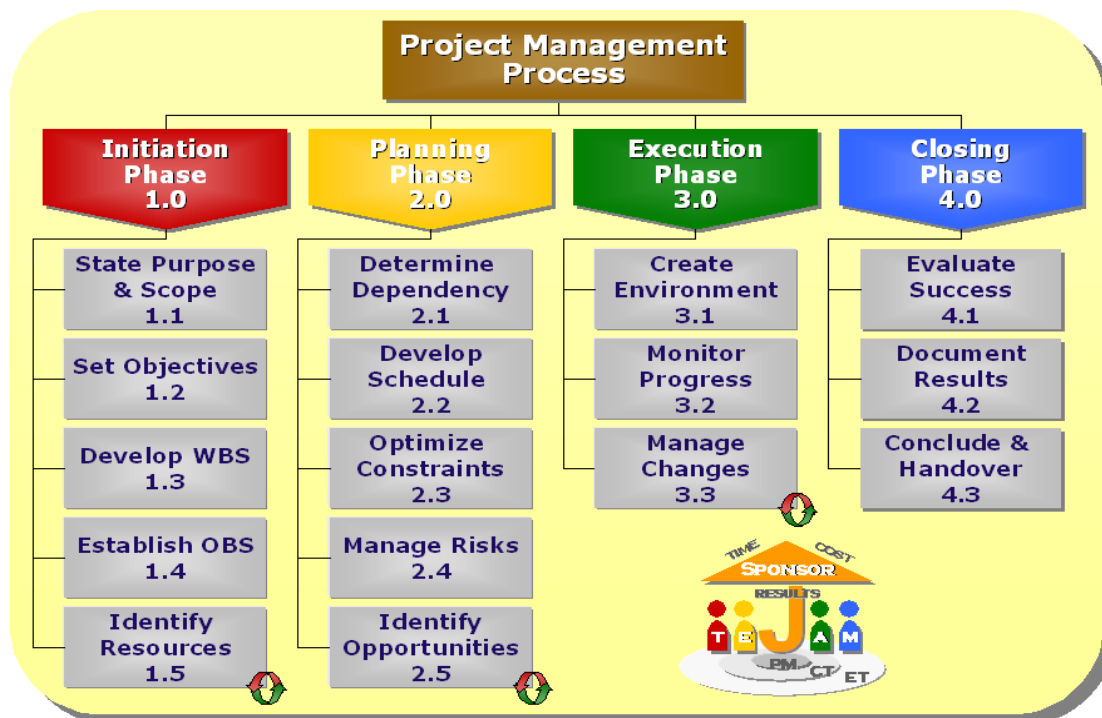 Project Management
Process
Initiation
Phase
1.0
Planning
Phase
2.0
Execution
Phase
3.0
Closing
Phase
4.0
State Purpose
& Scope
1.1
Set Objectives
1.2
Develop WBS
1.3
Establish OBS
1.4
Identify
Resources
1.5
Determine
Dependency
2.1
Develop
Schedule
2.2
Optimize
Constraints
2.3
Manage Risks
2.4
Identify
Opportunities
2.5
Create
Environment
3.1
Monitor
Progress
3.2
Manage
Changes
3.3
Evaluate
Success
4.1
Document
Results
4.2
Conclude &
Handover
4.3
TIME
COST
SPONSOR
RESULTS
T E J A M
PM
CT
ET